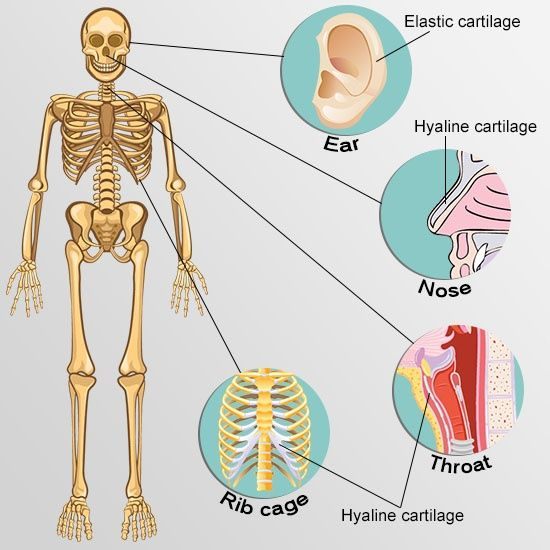 Elastic cartilage
Ear
Hyaline cartilage
Nose
Throat
Rib cage
Hyaline cartilage